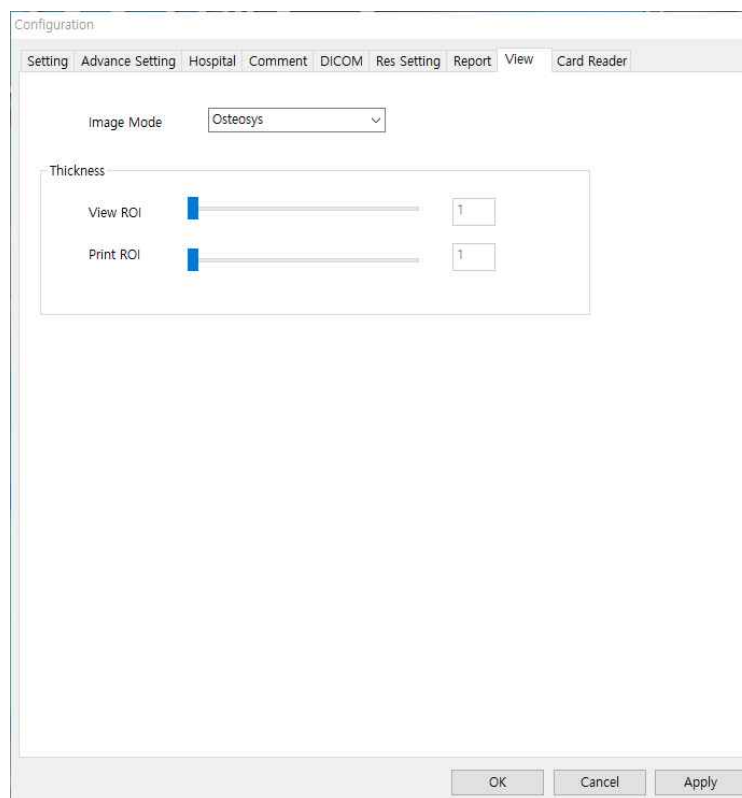 Configuration
Setting Advance Setting Hospital Comment DICOM Res Setting Report View Card Reader
Image Mode Osteosys
Thickness
View ROI 1
Print ROI 1
OK Cancel Apply